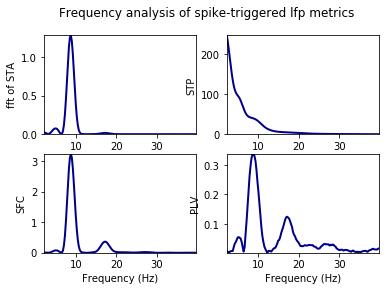 Frequency analysis of spike-triggered lfp metrics
fft of STA
1.0
0.5
0.0
10 20 30
STP
200
100
0
10 20 30
SFC
3
2
1
0
10 20 30
Frequency (Hz)
PLV
0.3
0.2
0.1
10 20 30
Frequency (Hz)